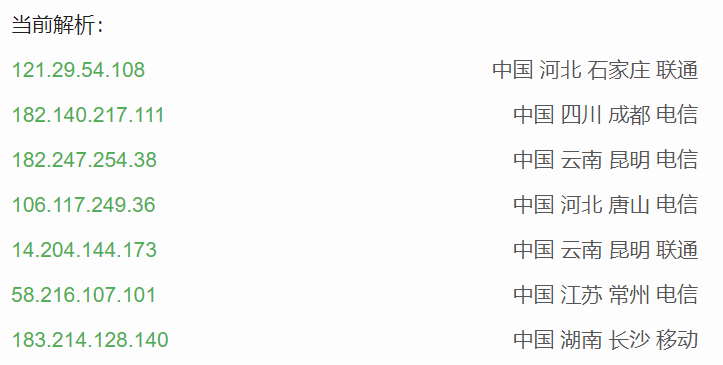 当前解析：
121.29.54.108 中国 河北 石家庄 联通
182.140.217.111 中国 四川 成都 电信
182.247.254.38 中国 云南 昆明 电信
106.117.249.36 中国 河北 唐山 电信
14.204.144.173 中国 云南 昆明 联通
58.216.107.101 中国 江苏 常州 电信
183.214.128.140 中国 湖南 长沙 移动